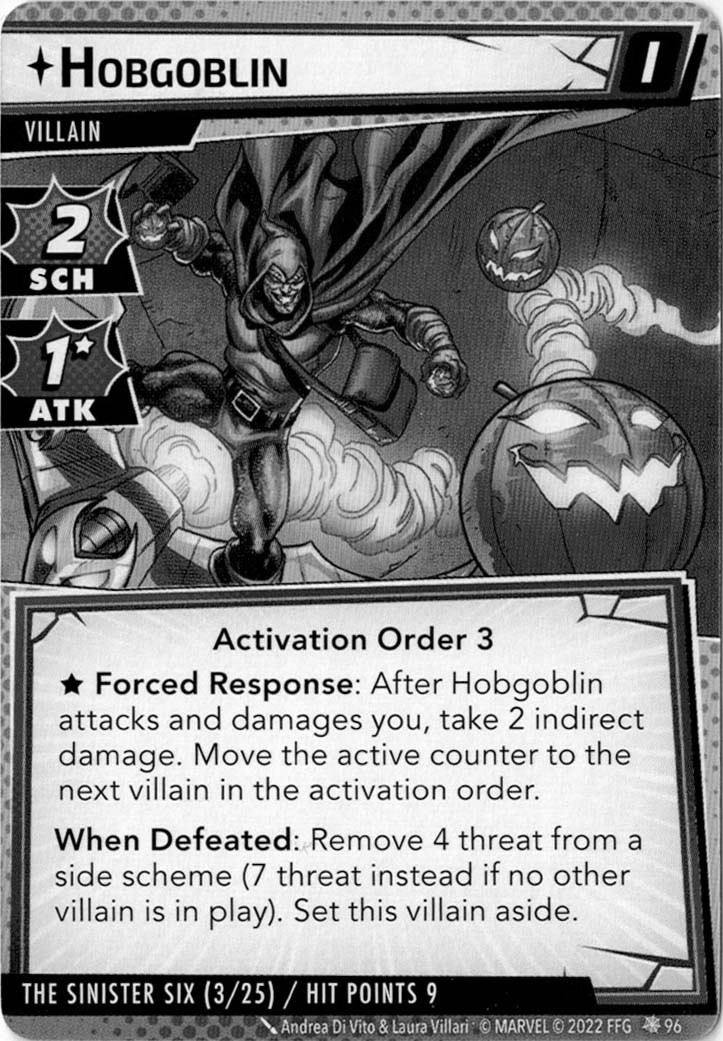 HOBGOBLIN
I
VILLAIN
2
SCH
1★
ATK
Activation Order 3
★ Forced Response: After Hobgoblin
attacks and damages you, take 2 indirect
damage. Move the active counter to the
next villain in the activation order.
When Defeated: Remove 4 threat from a
side scheme (7 threat instead if no other
villain is in play). Set this villain aside.
THE SINISTER SIX (3/25) / HIT POINTS 9
Andrea Di Vito & Laura Villari © MARVEL © 2022 FFG 96